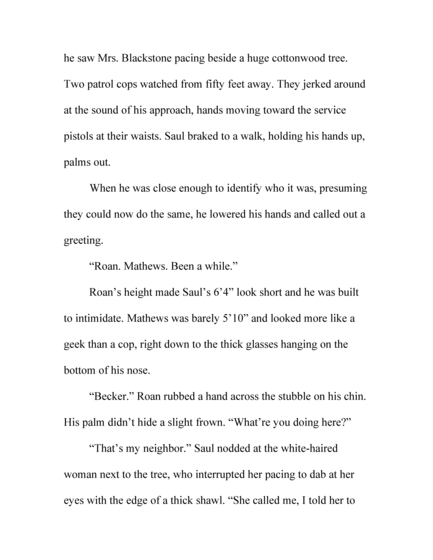 he saw Mrs. Blackstone pacing beside a huge cottonwood tree.
Two patrol cops watched from fifty feet away. They jerked around
at the sound of his approach, hands moving toward the service
pistols at their waists. Saul braked to a walk, holding his hands up,
palms out.
When he was close enough to identify who it was, presuming
they could now do the same, he lowered his hands and called out a
greeting.
“Roan. Mathews. Been a while.”
Roan’s height made Saul’s 6’4” look short and he was built
to intimidate. Mathews was barely 5’10” and looked more like a
geek than a cop, right down to the thick glasses hanging on the
bottom of his nose.
“Becker.” Roan rubbed a hand across the stubble on his chin.
His palm didn’t hide a slight frown. “What’re you doing here?”
“That’s my neighbor.” Saul nodded at the white-haired
woman next to the tree, who interrupted her pacing to dab at her
eyes with the edge of a thick shawl. “She called me, I told her to